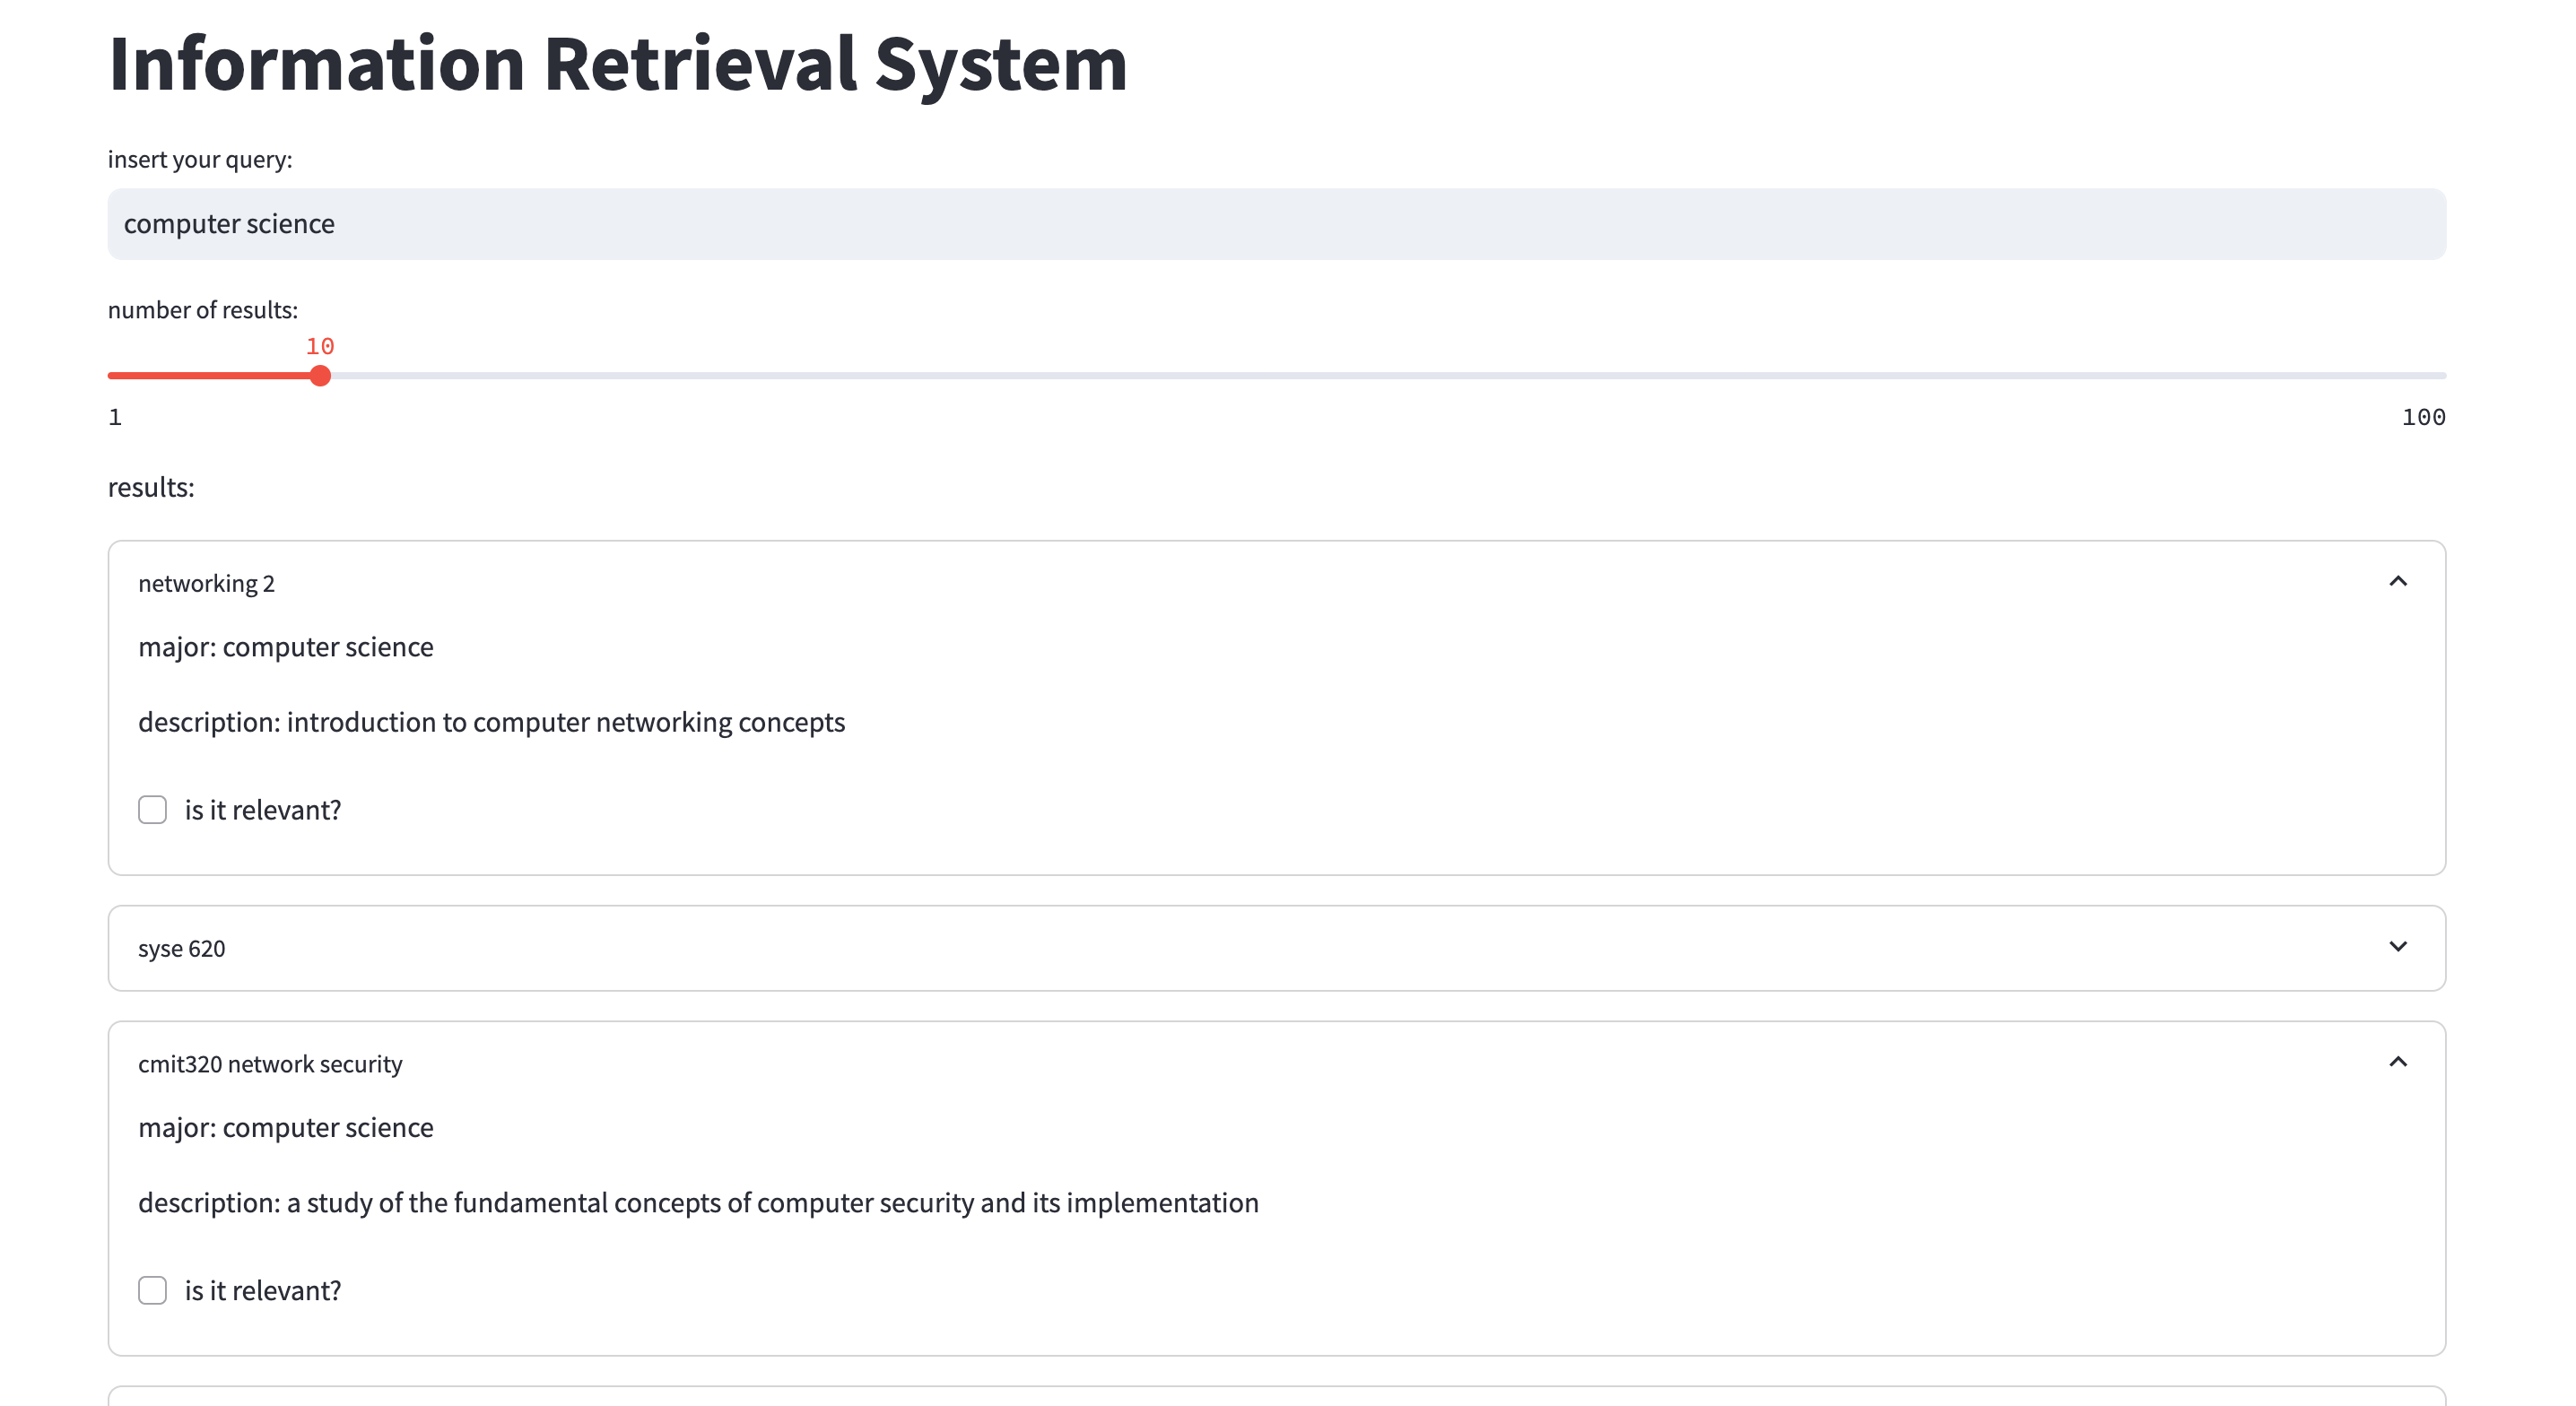 Information Retrieval System
insert your query:
computer science
number of results:
10
1
100
results:
networking 2
major: computer science
description: introduction to computer networking concepts
is it relevant?
syse 620
cmit320 network security
major: computer science
description: a study of the fundamental concepts of computer security and its implementation
is it relevant?